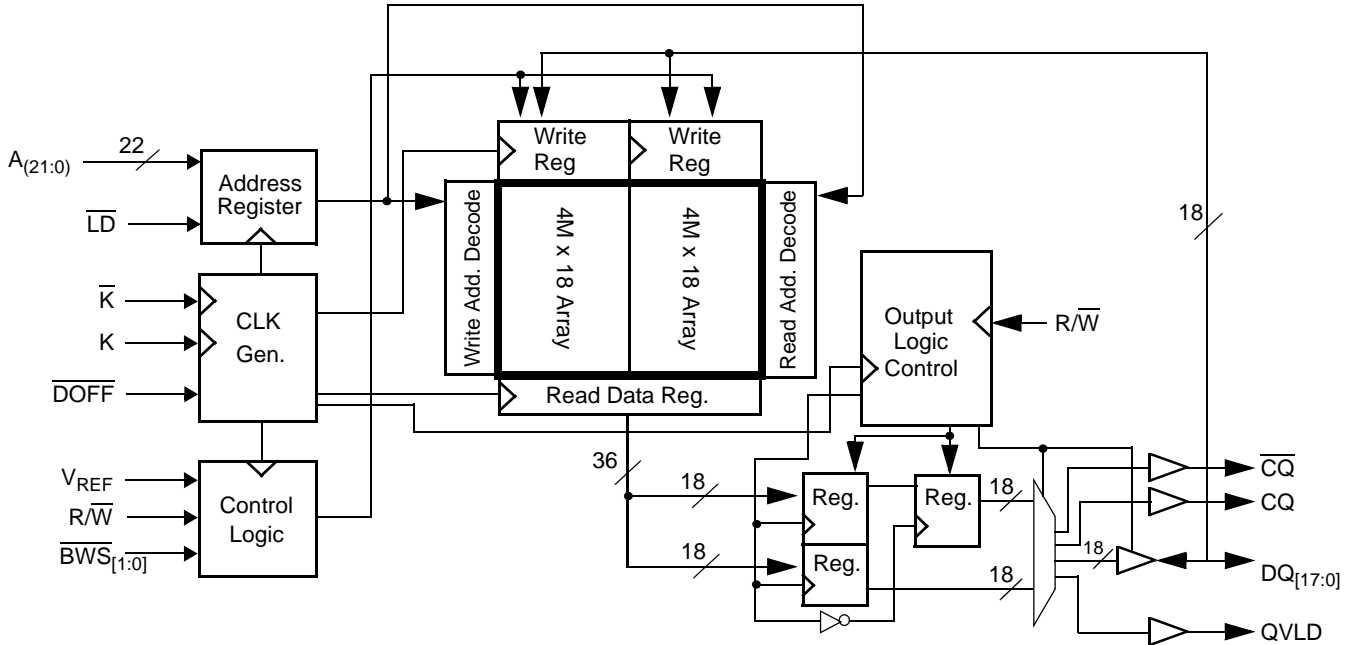 A(21:0)
22
Address
Register
LD
K
K
CLK
Gen.
DOFF
VREF
R/W
BWS[1:0]
Control
Logic
Write
Reg
Write
Reg
Write Add. Decode
4M x 18 Array
4M x 18 Array
Read Add. Decode
Read Data Reg.
18
Output
Logic
Control
R/W
36
18
18
Reg.
Reg.
Reg.
18
18
18
CQ
CQ
DQ[17:0]
QVLD